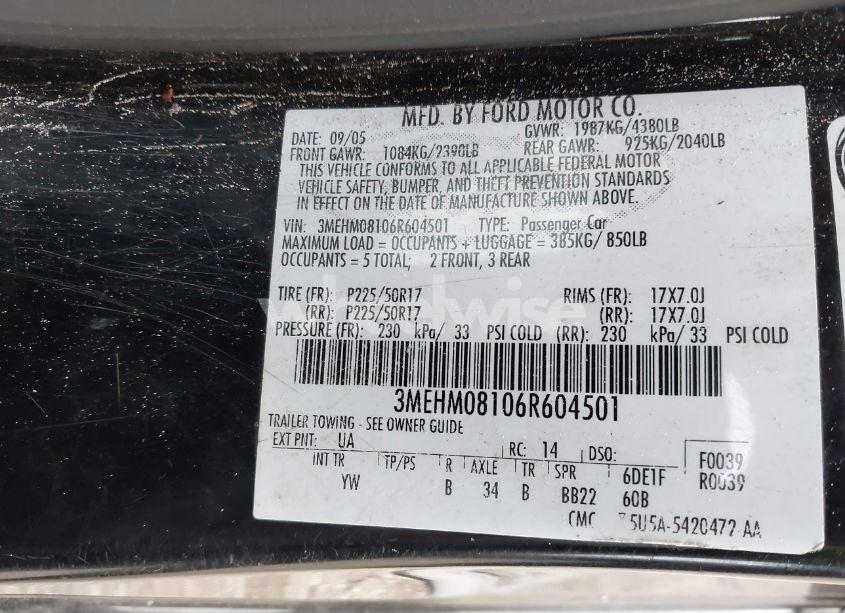 MFD. BY FORD MOTOR CO.
DATE: 09/05 GVWR: 1987KG/4380LB
FRONT GAWR: 1084KG/2390LB REAR GAWR: 925KG/2040LB
THIS VEHICLE CONFORMS TO ALL APPLICABLE FEDERAL MOTOR
VEHICLE SAFETY, BUMPER, AND THEFT PREVENTION STANDARDS
IN EFFECT ON THE DATE OF MANUFACTURE SHOWN ABOVE.
VIN: 3MEHM08106R604501 TYPE: Passenger Car
MAXIMUM LOAD = OCCUPANTS + LUGGAGE = 385KG/ 850LB
OCCUPANTS = 5 TOTAL, 2 FRONT, 3 REAR
wheelwise
TIRE (FR): P225/50R17 RIMS (FR): 17X7.0J
(RR): P225/50R17 (RR): 17X7.0J
PRESSURE (FR): 230 kPa/ 33 PSI COLD (RR): 230 kPa/ 33 PSI COLD
3MEHM08106R604501
TRAILER TOWING - SEE OWNER GUIDE
EXT PNT: UA RC: 14 DSO: F0039
INT TR TP/PS R AXLE TR SPR 6DE1F R0039
YW B 34 B BB22 60B
5U5A-5420472-AA